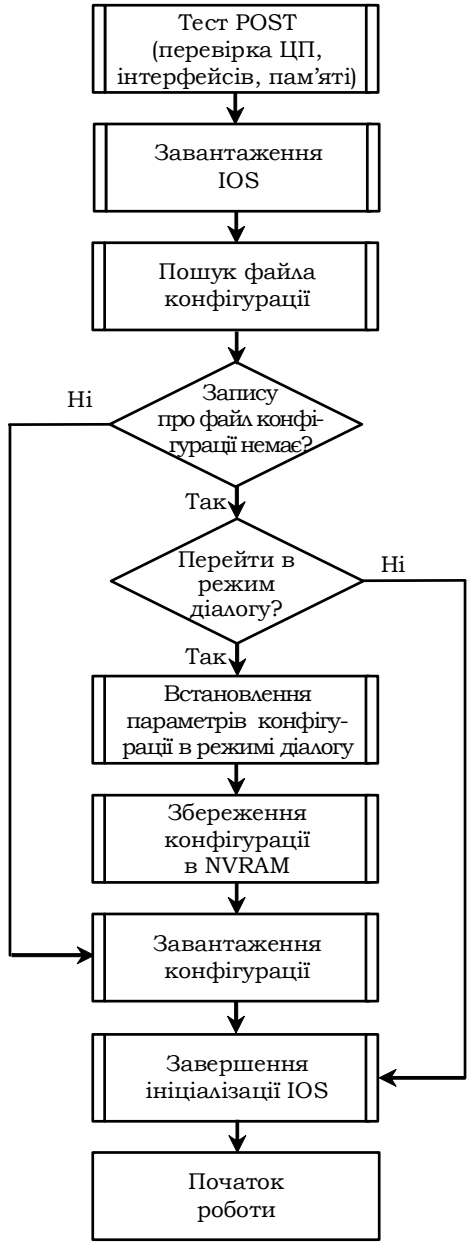 Тест POST
(перевірка ЦП,
інтерфейсів, пам’яті)
Завантаження
IOS
Пошук файла
конфігурації
Ні
Запису
про файл конфі-
гурації немає?
Так
Перейти в
режим
діалогу?
Ні
Так
Встановлення
параметрів конфігу-
рації в режимі діалогу
Збереження
конфігурації
в NVRAM
Завантаження
конфігурації
Завершення
ініціалізації IOS
Початок
роботи